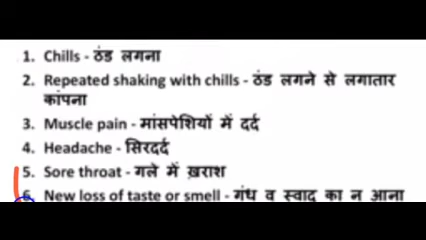 1. Chills - ठंड लगना
2. Repeated shaking with chills - ठंड लगने से लगातार
कांपना
3. Muscle pain - मांसपेशियों में दर्द
4. Headache - सिरदर्द
5. Sore throat - गले में ख़राश
6. New loss of taste or smell - गंध व स्वाद का न आना